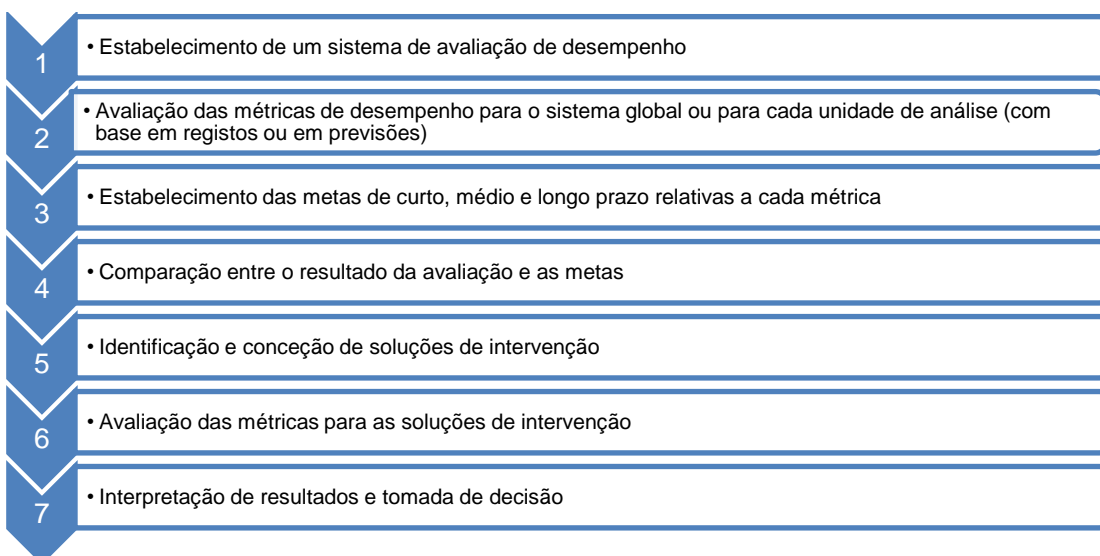 1
• Estabelecimento de um sistema de avaliação de desempenho
2
• Avaliação das métricas de desempenho para o sistema global ou para cada unidade de análise (com
base em registos ou em previsões)
3
• Estabelecimento das metas de curto, médio e longo prazo relativas a cada métrica
4
• Comparação entre o resultado da avaliação e as metas
5
• Identificação e conceção de soluções de intervenção
6
• Avaliação das métricas para as soluções de intervenção
7
• Interpretação de resultados e tomada de decisão